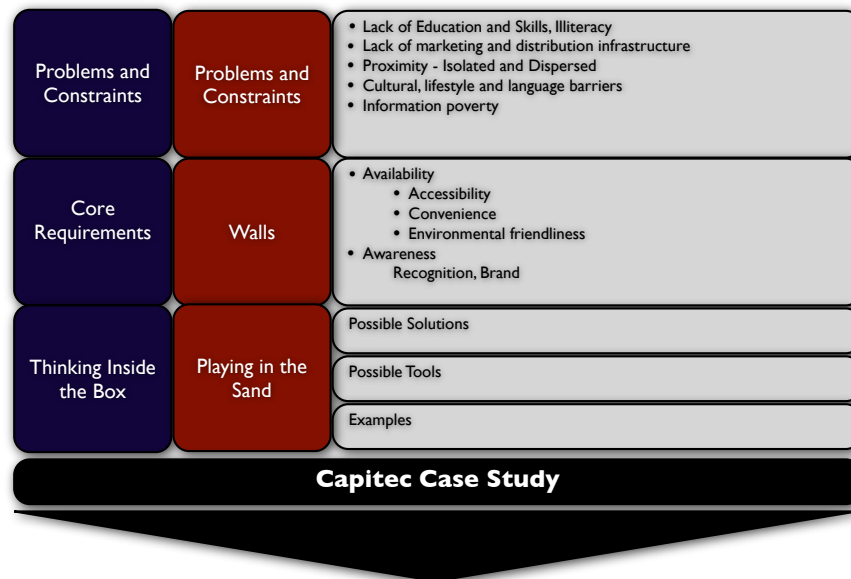 Problems and
Constraints
Problems and
Constraints
• Lack of Education and Skills, Illiteracy
• Lack of marketing and distribution infrastructure
• Proximity - Isolated and Dispersed
• Cultural, lifestyle and language barriers
• Information poverty
Core
Requirements
Walls
• Availability
• Accessibility
• Convenience
• Environmental friendliness
• Awareness
Recognition, Brand
Thinking Inside
the Box
Playing in the
Sand
Possible Solutions
Possible Tools
Examples
Capitec Case Study